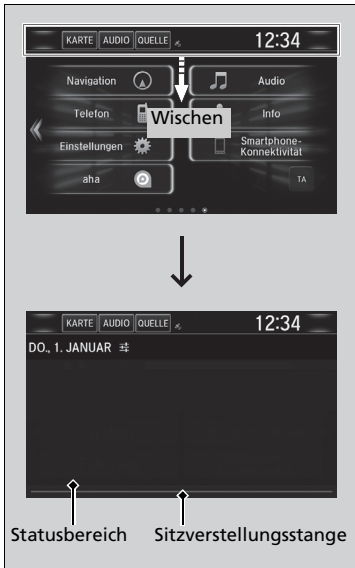 KARTE AUDIO QUELLE 12:34
Navigation Audio
Telefon Info
Wischen
Einstellungen Smartphone-
Konnektivität
aha TA
KARTE AUDIO QUELLE 12:34
DO., 1. JANUAR
Statusbereich Sitzverstellungsstange